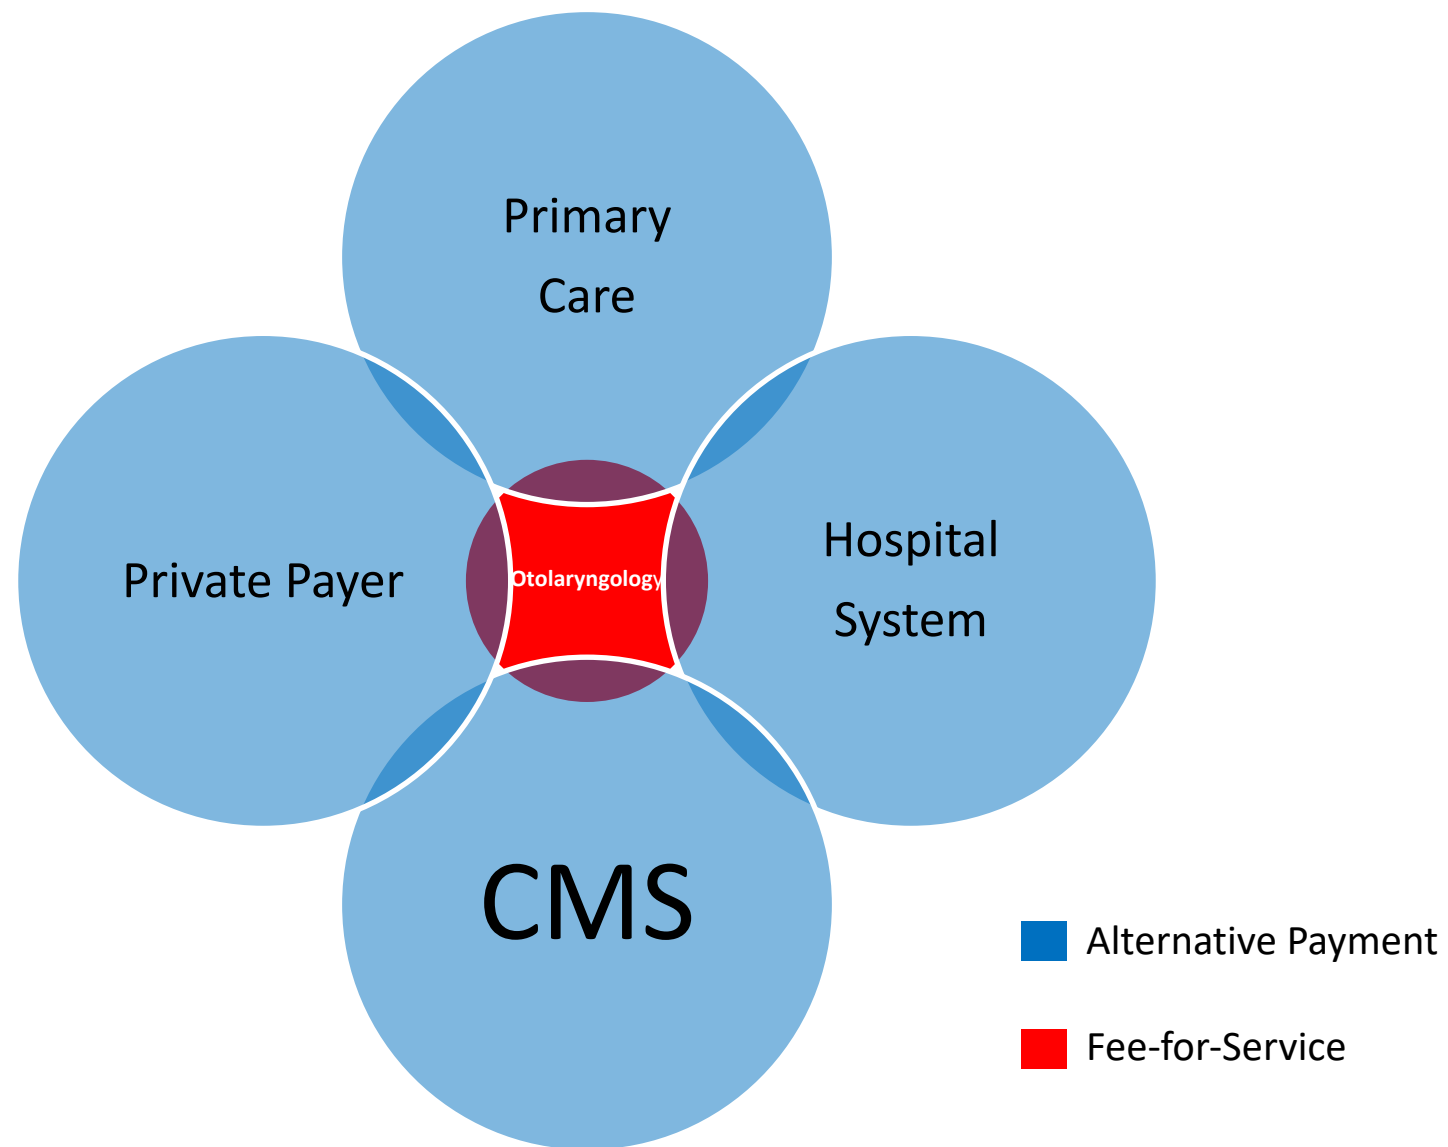 Primary
Care
Private Payer
Otolaryngology
Hospital
System
CMS
Alternative Payment
Fee-for-Service